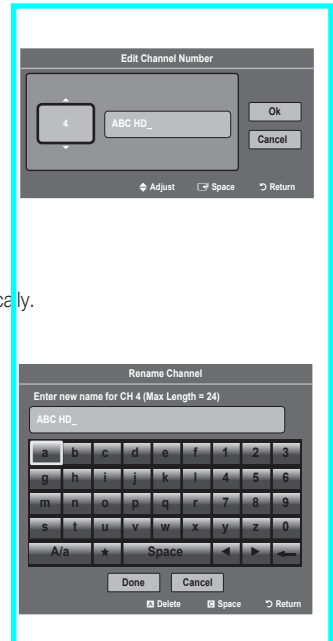 Edit Channel Number
4 ABC HD_ Ok
Cancel
Adjust Space Return
cally.
Rename Channel
Enter new name for CH 4 (Max Length = 24)
ABC HD_
a b c d e f 1 2 3
g h i j k l 4 5 6
m n o p q r 7 8 9
s t u v w x y z 0
A/a ★ Space ◀ ▶ ←
Done Cancel
A Delete C Space Return